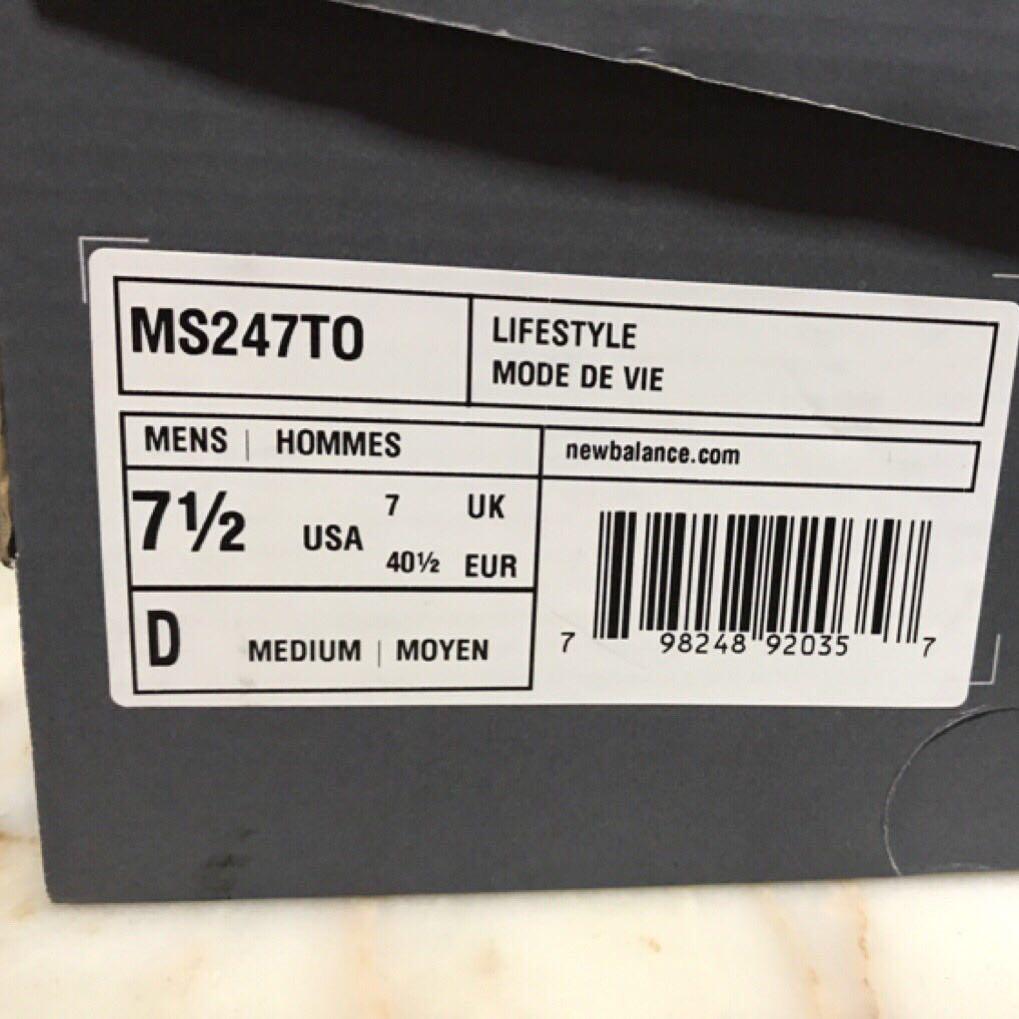 MS247TO
LIFESTYLE
MODE DE VIE
MENS | HOMMES
newbalance.com
7½ USA 7 UK
40½ EUR
D MEDIUM | MOYEN
7 98248 92035 7